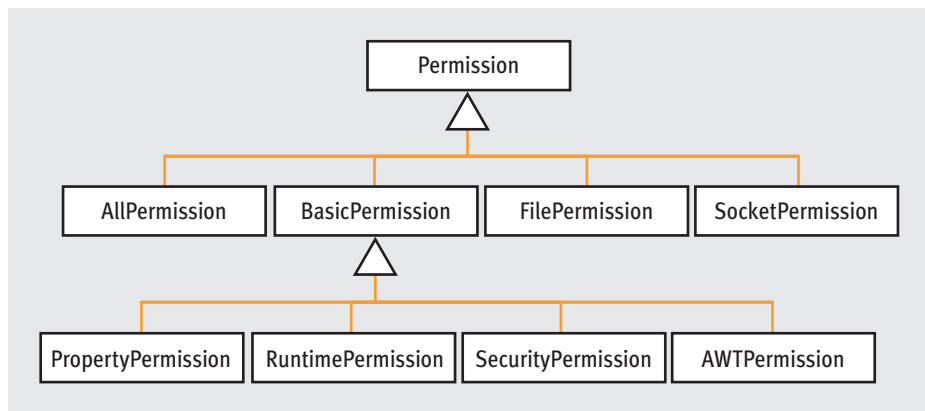 Permission
AllPermission
BasicPermission
FilePermission
SocketPermission
PropertyPermission
RuntimePermission
SecurityPermission
AWTPermission